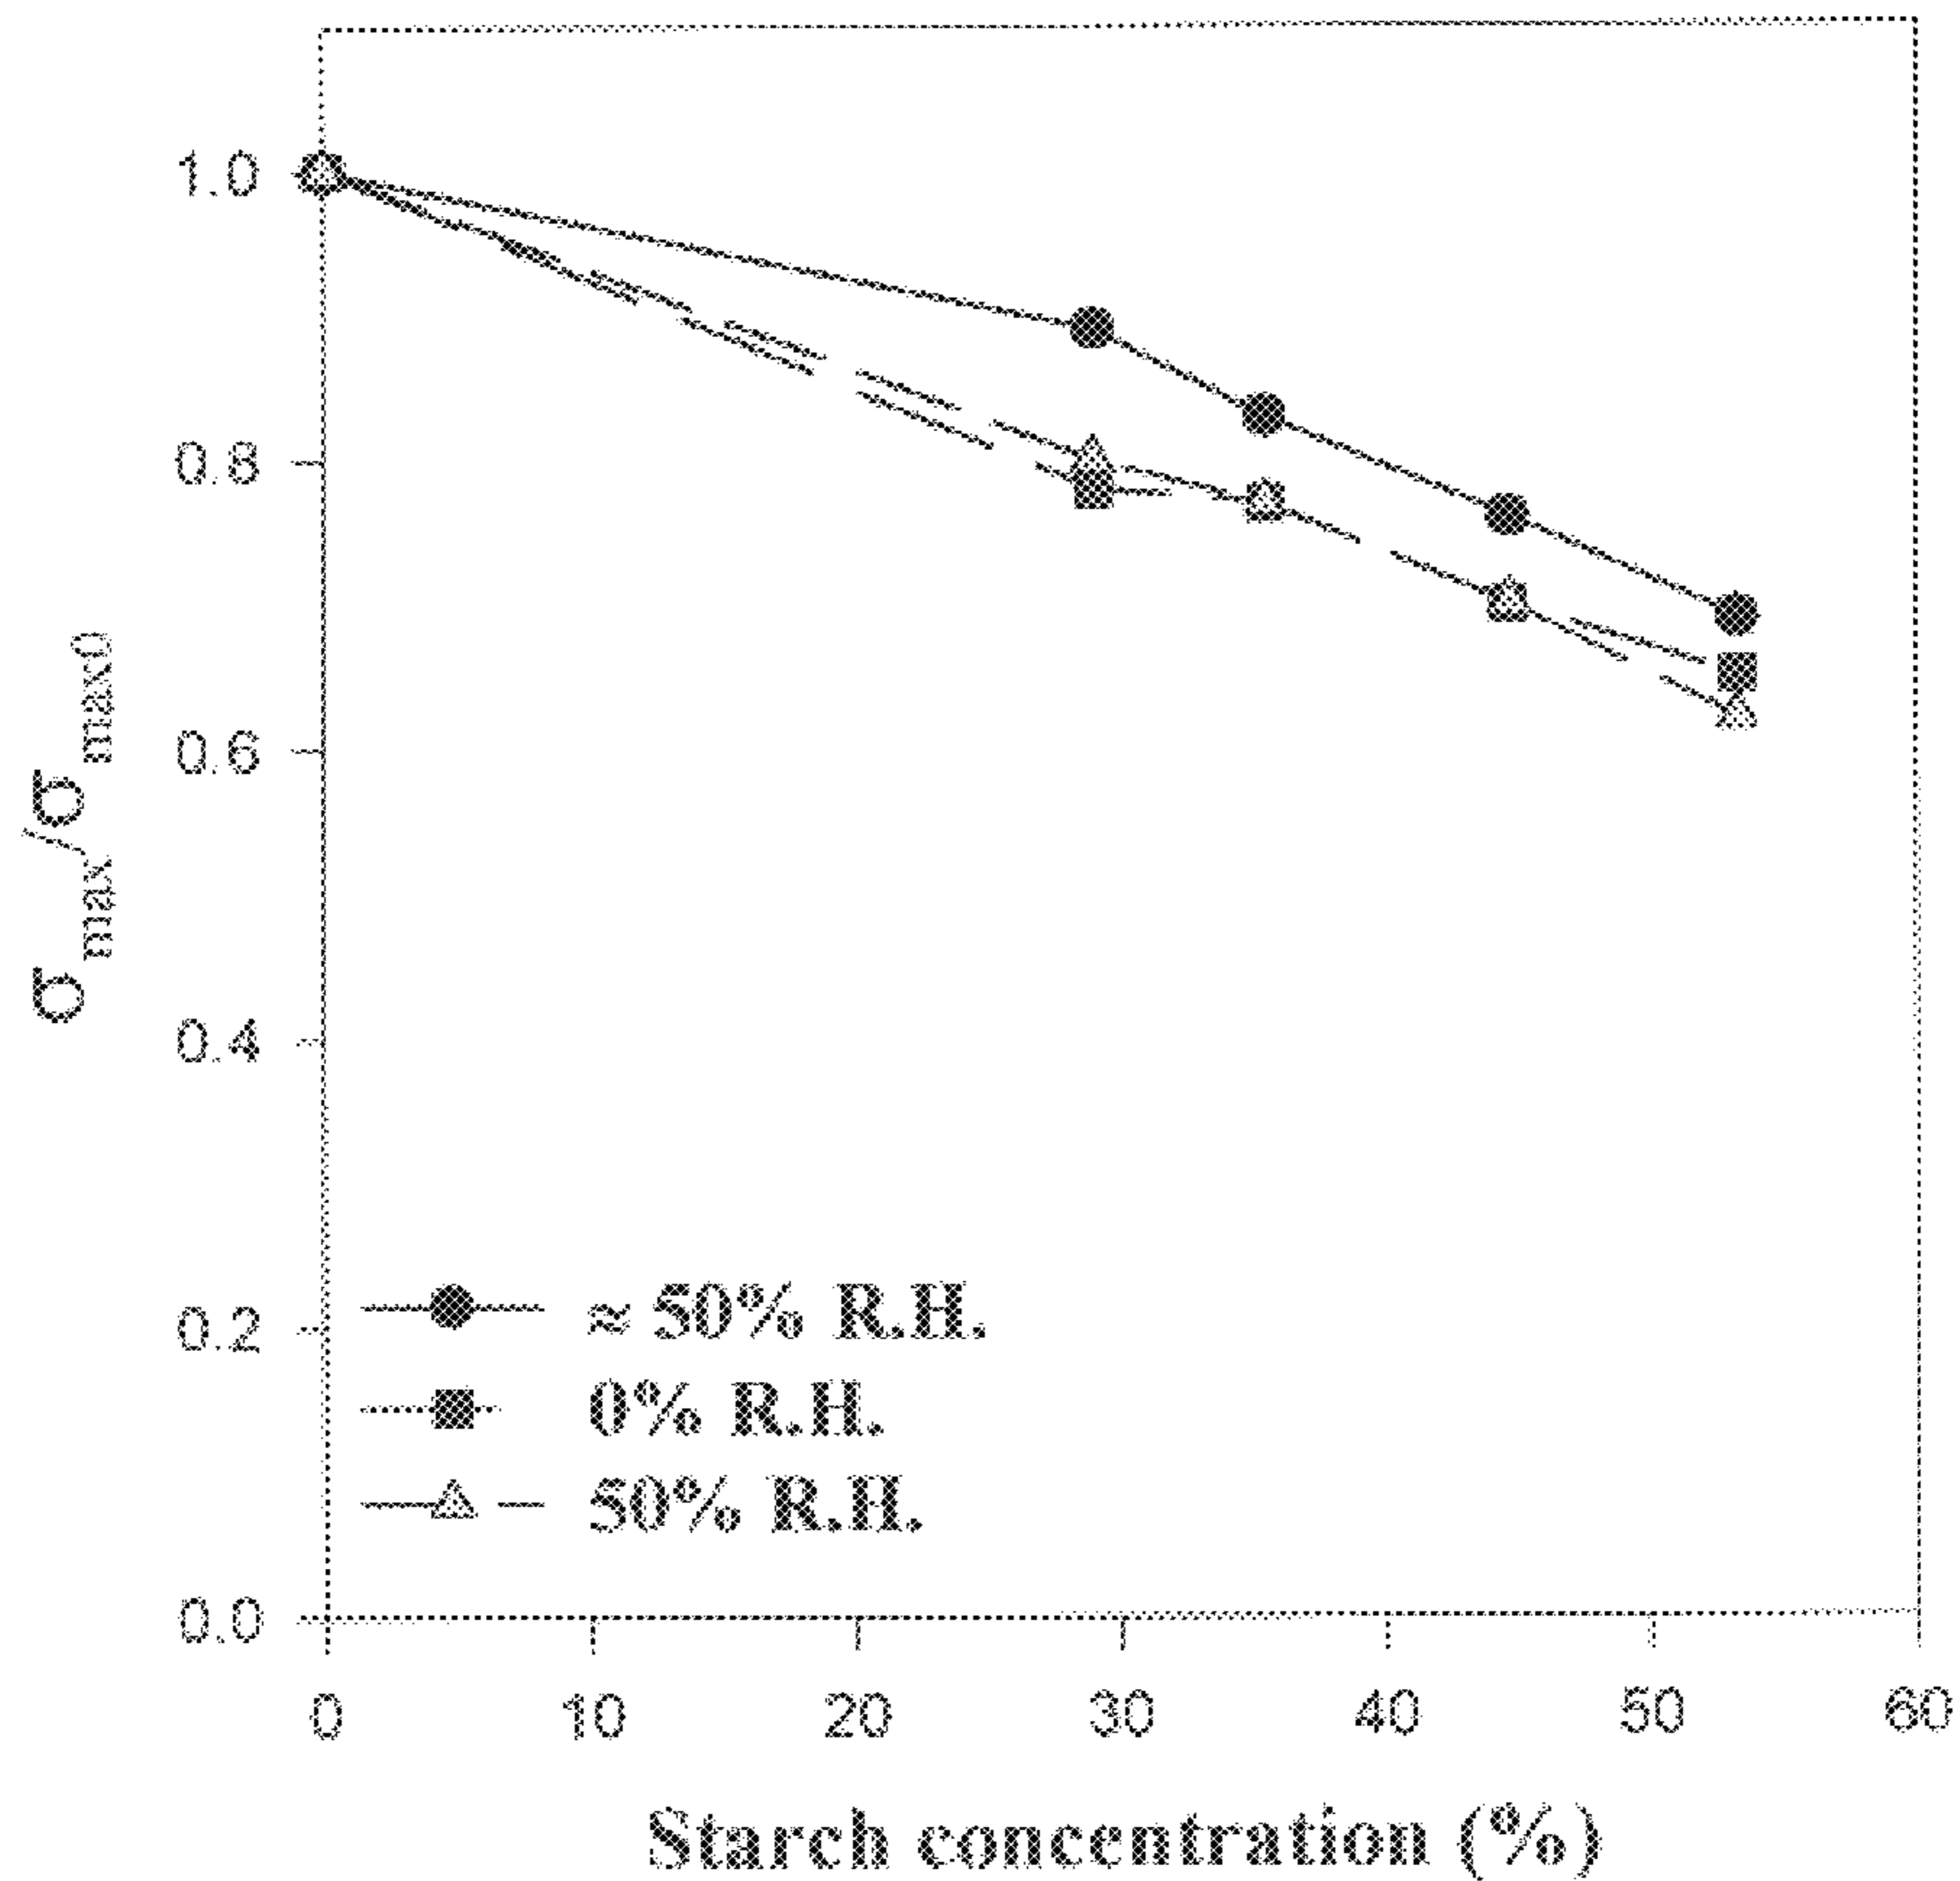 1.0
0.8
0.6
0.4
0.2
0.0
σmax/σmax0
≈ 50% R.H.
0% R.H.
50% R.H.
0 10 20 30 40 50 60
Starch concentration (%)